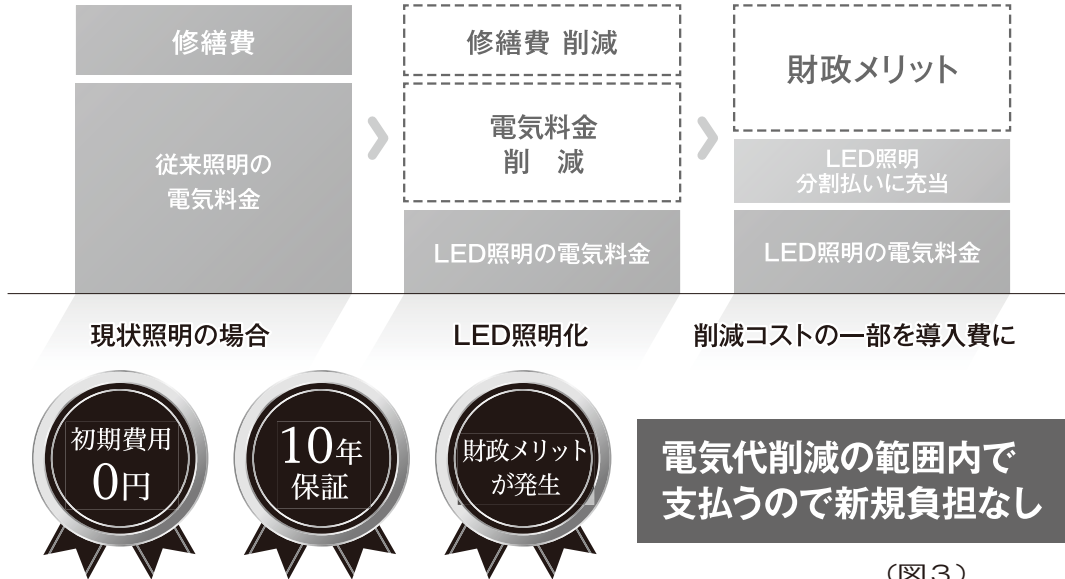 修繕費
従来照明の
電気料金
現状照明の場合
修繕費 削減
電気料金
削　減
LED照明の電気料金
LED照明化
財政メリット
LED照明
分割払いに充当
LED照明の電気料金
削減コストの一部を導入費に
初期費用
0円
10年
保証
財政メリット
が発生
電気代削減の範囲内で
支払うので新規負担なし
（図3）